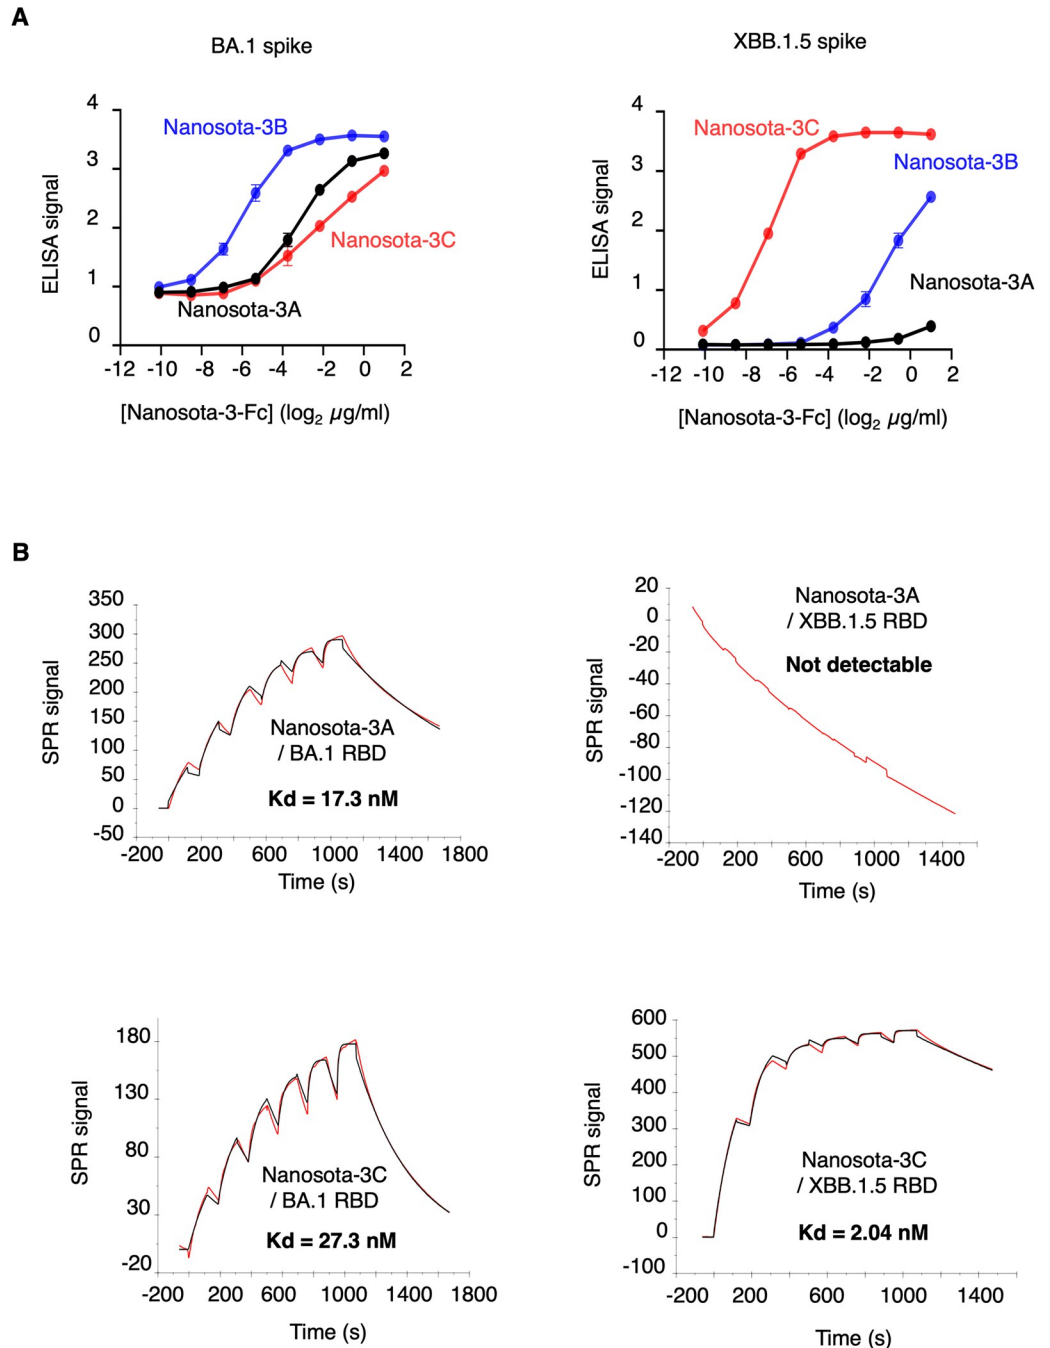 A
BA.1 spike
XBB.1.5 spike
4
3
2
1
0
ELISA signal
Nanosota-3B
Nanosota-3C
Nanosota-3A
-12 -10 -8 -6 -4 -2 0 2
[Nanosota-3-Fc] (log₂ µg/ml)
4
3
2
1
0
ELISA signal
Nanosota-3C
Nanosota-3B
Nanosota-3A
-12 -10 -8 -6 -4 -2 0 2
[Nanosota-3-Fc] (log₂ µg/ml)
B
350
300
250
200
150
100
50
0
-50
SPR signal
Nanosota-3A
/ BA.1 RBD
Kd = 17.3 nM
-200 200 600 1000 1400 1800
Time (s)
20
0
-20
-40
-60
-80
-100
-120
-140
SPR signal
Nanosota-3A
/ XBB.1.5 RBD
Not detectable
-200 200 600 1000 1400
Time (s)
180
130
80
30
-20
SPR signal
Nanosota-3C
/ BA.1 RBD
Kd = 27.3 nM
-200 200 600 1000 1400 1800
Time (s)
600
500
400
300
200
100
0
-100
SPR signal
Nanosota-3C
/ XBB.1.5 RBD
Kd = 2.04 nM
-200 200 600 1000 1400
Time (s)